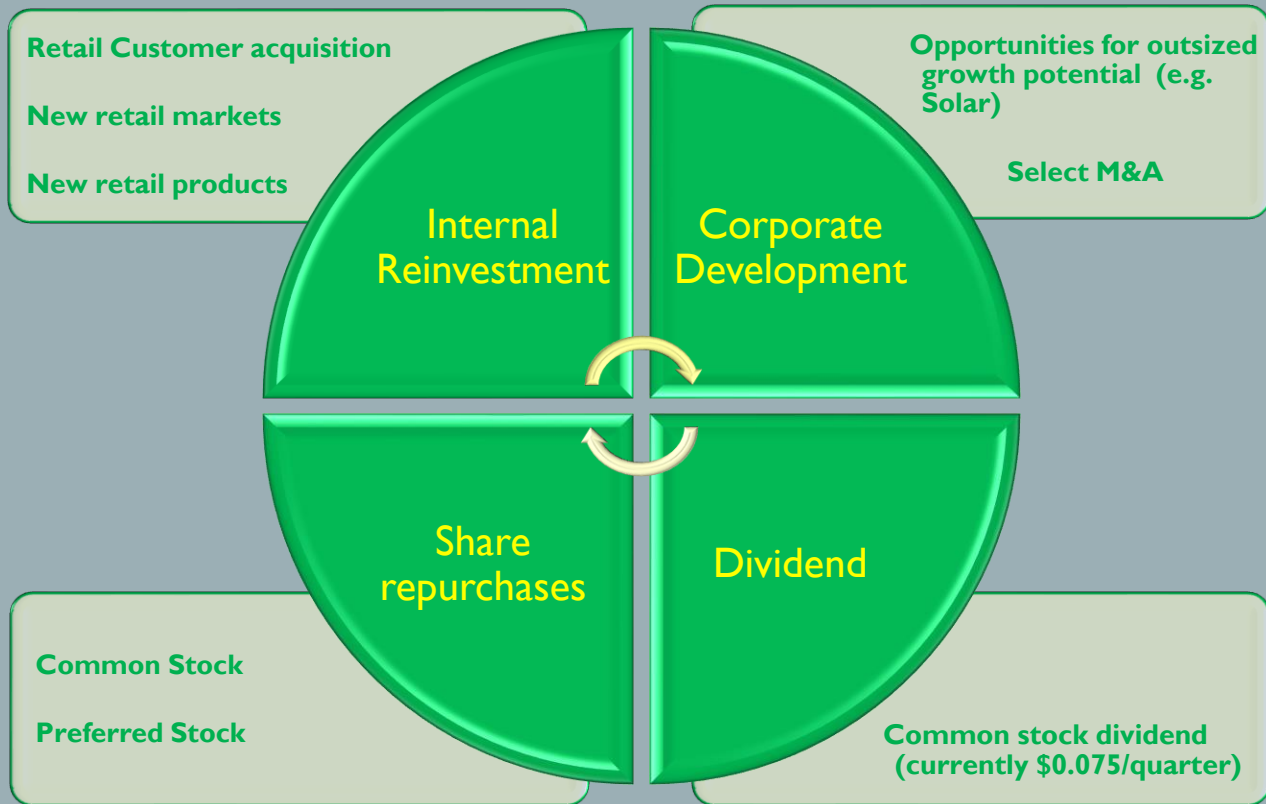 Retail Customer acquisition
New retail markets
New retail products
Opportunities for outsized
growth potential (e.g.
Solar)
Select M&A
Internal
Reinvestment
Corporate
Development
Share
repurchases
Dividend
Common Stock
Preferred Stock
Common stock dividend
(currently $0.075/quarter)